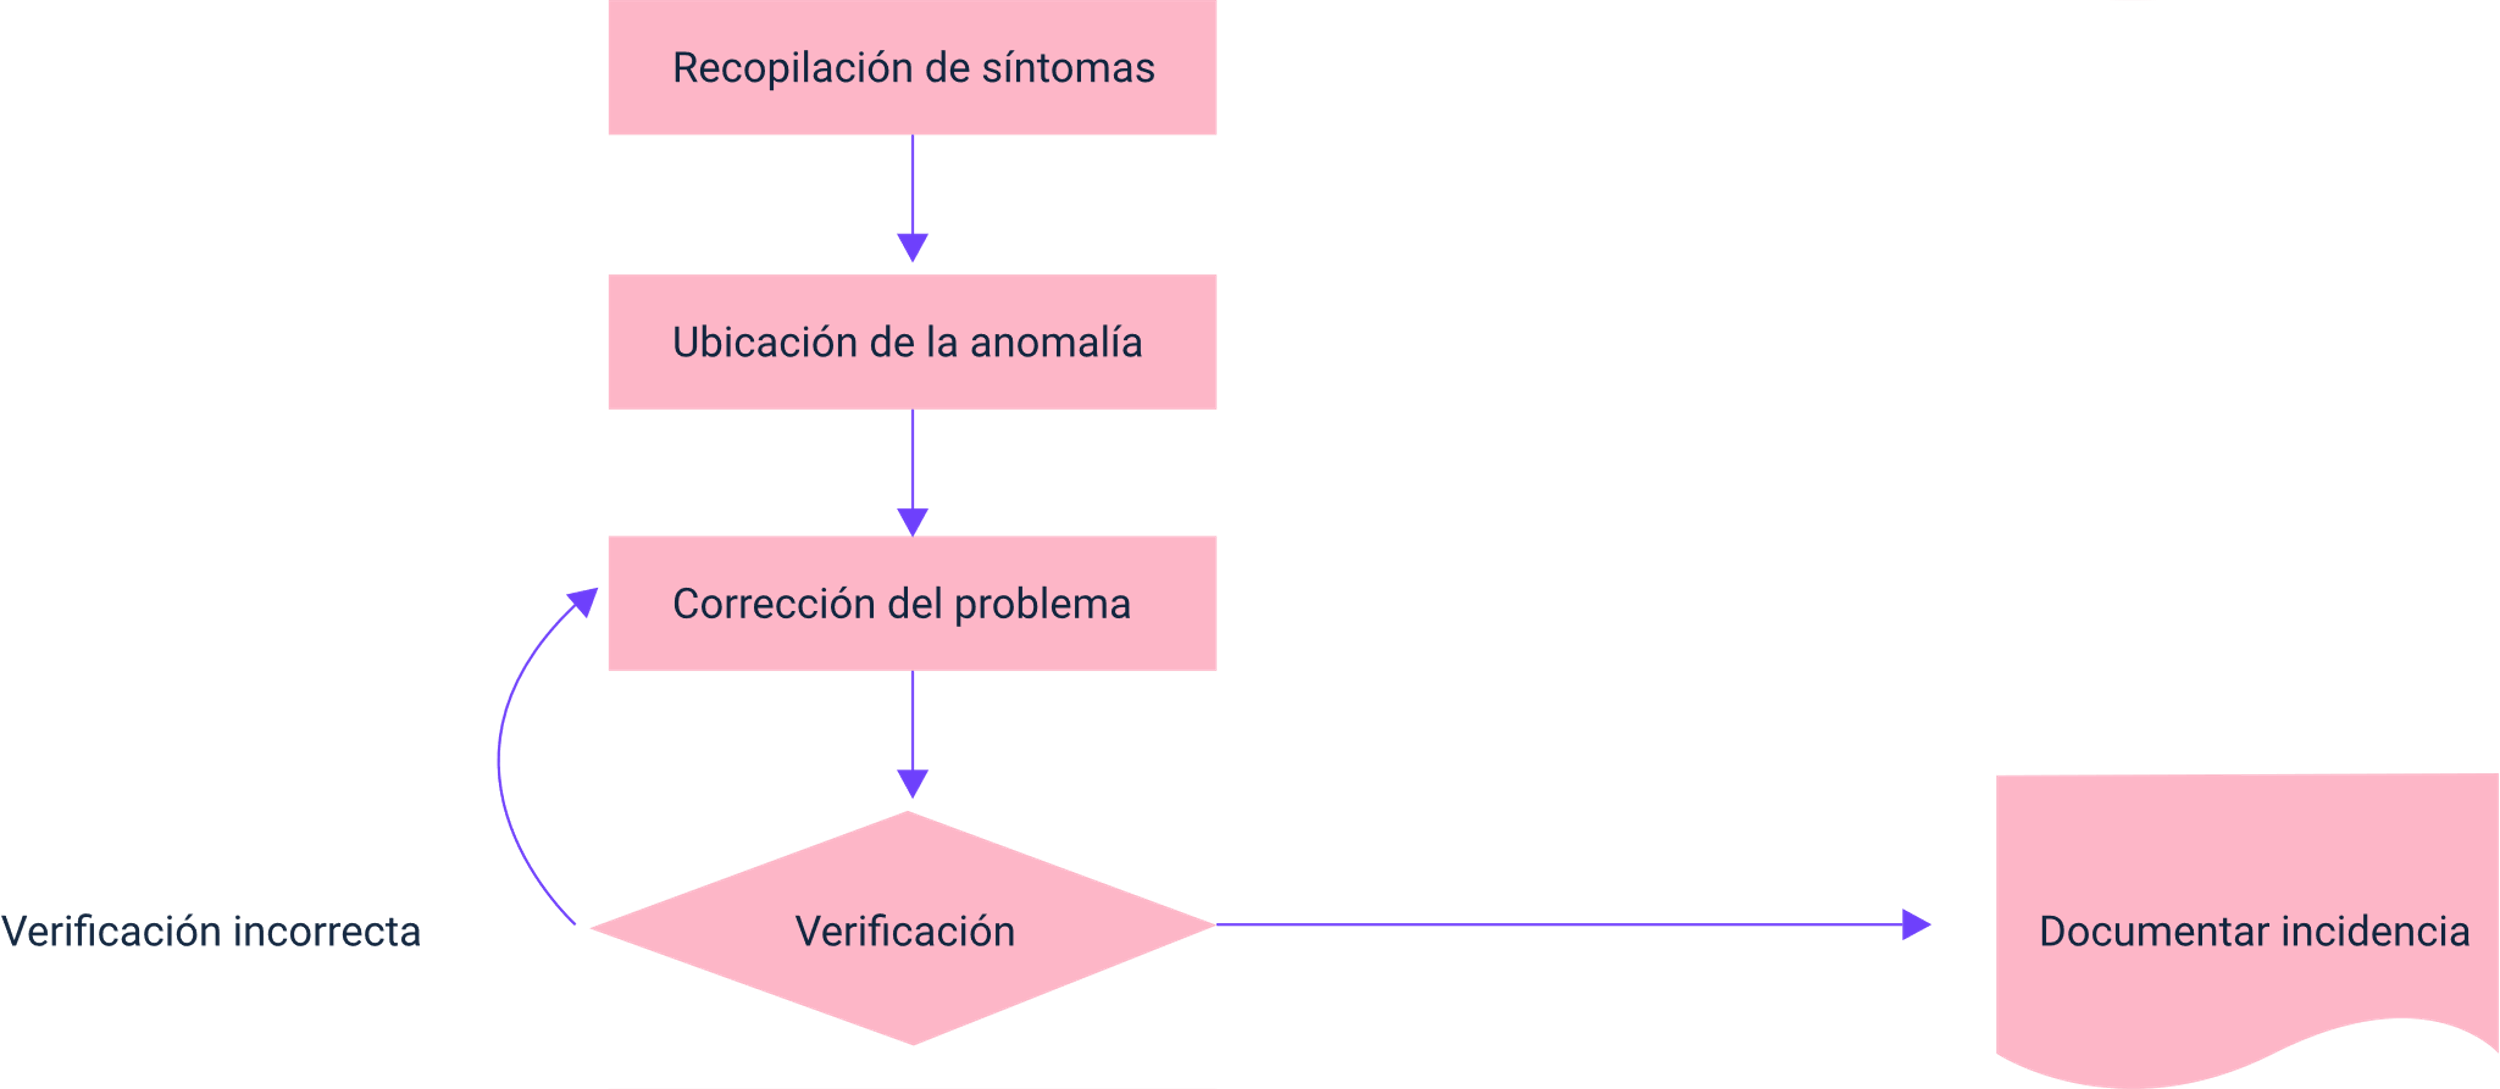 Recopilación de síntomas
Ubicación de la anomalía
Corrección del problema
Verificación incorrecta
Verificación
Documentar incidencia